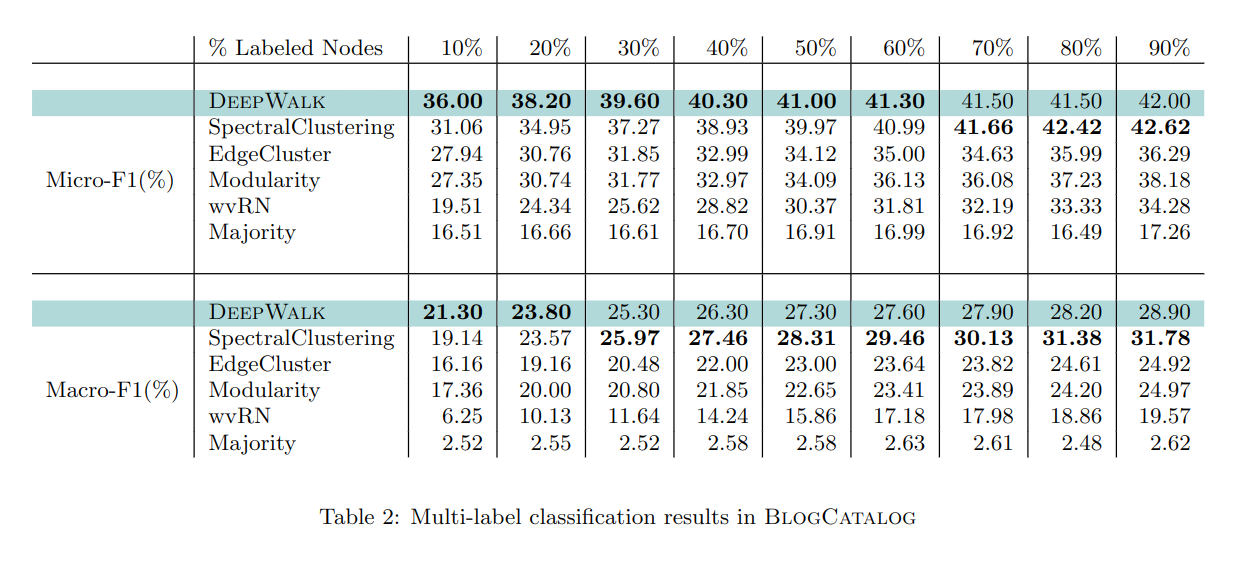 % Labeled Nodes 10% 20% 30% 40% 50% 60% 70% 80% 90%
DEEPWALK 36.00 38.20 39.60 40.30 41.00 41.30 41.50 41.50 42.00
SpectralClustering 31.06 34.95 37.27 38.93 39.97 40.99 41.66 42.42 42.62
EdgeCluster 27.94 30.76 31.85 32.99 34.12 35.00 34.63 35.99 36.29
Micro-F1(%) Modularity 27.35 30.74 31.77 32.97 34.09 36.13 36.08 37.23 38.18
wvRN 19.51 24.34 25.62 28.82 30.37 31.81 32.19 33.33 34.28
Majority 16.51 16.66 16.61 16.70 16.91 16.99 16.92 16.49 17.26
DEEPWALK 21.30 23.80 25.30 26.30 27.30 27.60 27.90 28.20 28.90
SpectralClustering 19.14 23.57 25.97 27.46 28.31 29.46 30.13 31.38 31.78
EdgeCluster 16.16 19.16 20.48 22.00 23.00 23.64 23.82 24.61 24.92
Macro-F1(%) Modularity 17.36 20.00 20.80 21.85 22.65 23.41 23.89 24.20 24.97
wvRN 6.25 10.13 11.64 14.24 15.86 17.18 17.98 18.86 19.57
Majority 2.52 2.55 2.52 2.58 2.58 2.63 2.61 2.48 2.62
Table 2: Multi-label classification results in BLOGCATALOG